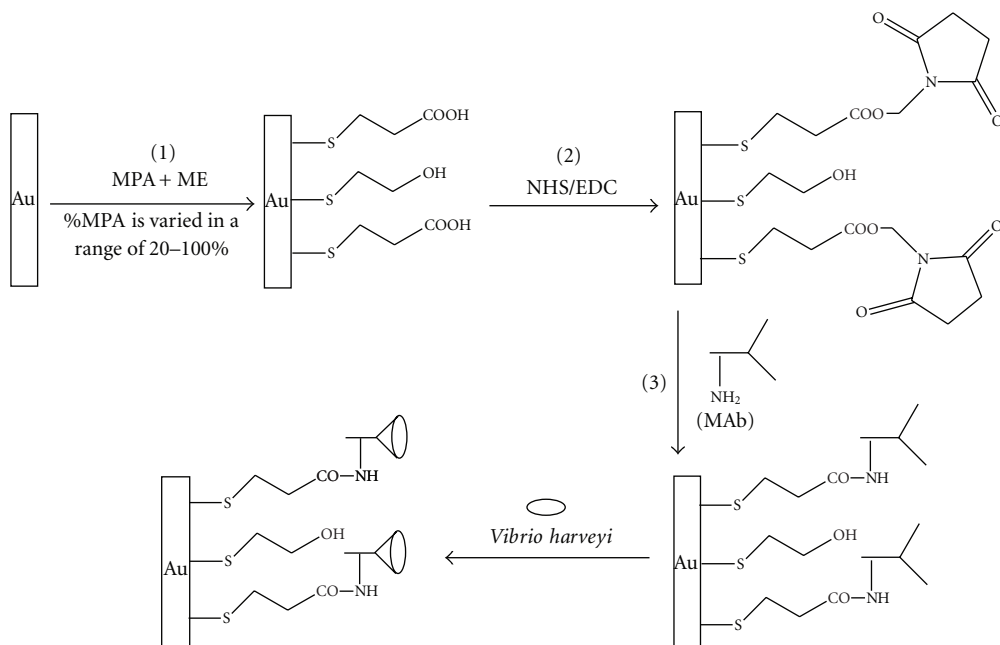 Au
(1)
MPA + ME
%MPA is varied in a
range of 20–100%
Au
S
COOH
S
OH
S
COOH
(2)
NHS/EDC
Au
S
COO
N
O
O
S
OH
S
COO
N
O
O
(3)
NH2
(MAb)
Au
S
CO
NH
S
OH
S
CO
NH
Vibrio harveyi
Au
S
CO
NH
S
OH
S
CO
NH